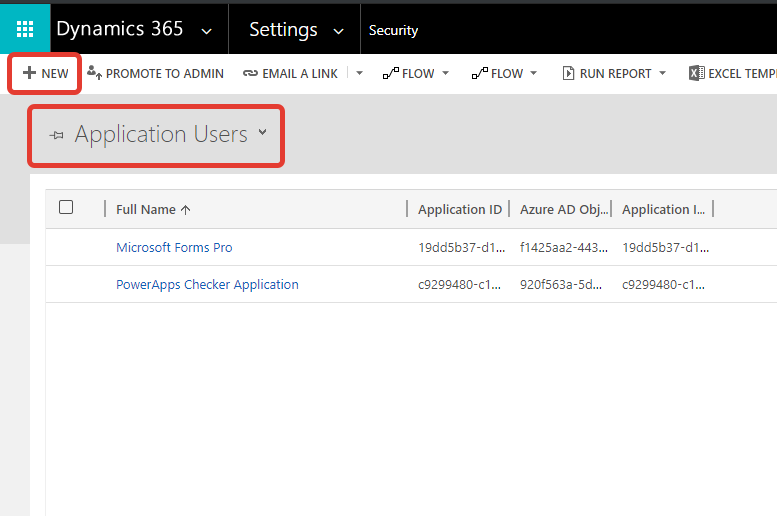 Dynamics 365 Settings Security
NEW PROMOTE TO ADMIN EMAIL A LINK FLOW FLOW RUN REPORT EXCEL TEMP
Application Users
Full Name Application ID Azure AD Obj... Application I...
Microsoft Forms Pro 19dd5b37-d1... f1425aa2-443... 19dd5b37-d1...
PowerApps Checker Application c9299480-c1... 920f563a-5d... c9299480-c1...